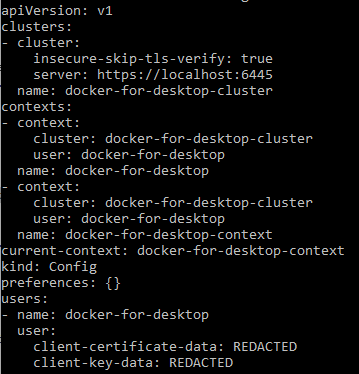 apiVersion: v1
clusters:
- cluster:
    insecure-skip-tls-verify: true
    server: https://localhost:6445
  name: docker-for-desktop-cluster
contexts:
- context:
    cluster: docker-for-desktop-cluster
    user: docker-for-desktop
  name: docker-for-desktop
- context:
    cluster: docker-for-desktop-cluster
    user: docker-for-desktop
  name: docker-for-desktop-context
current-context: docker-for-desktop-context
kind: Config
preferences: {}
users:
- name: docker-for-desktop
  user:
    client-certificate-data: REDACTED
    client-key-data: REDACTED